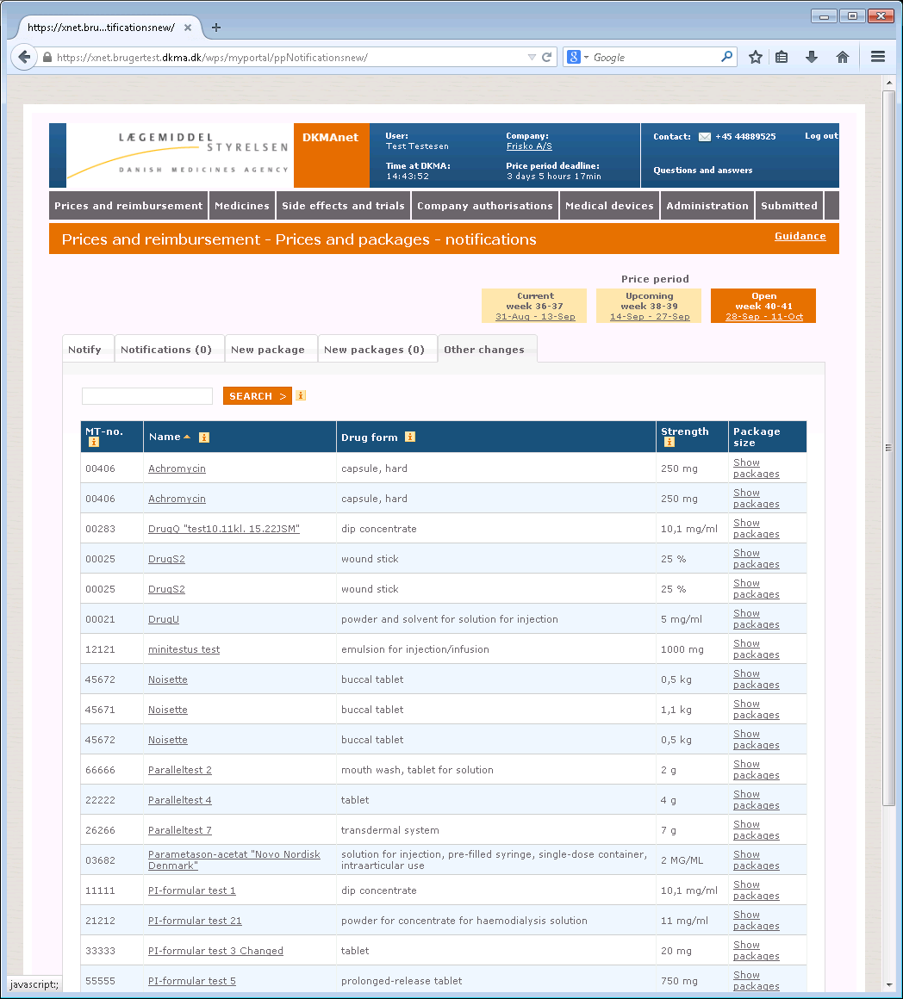 https://xnet.bru...tificationsnew/
https://xnet.brugertest.dkma.dk/wps/myportal/ppNotificationsnew/
Google
LÆGEMIDDEL
STYRELSEN
DANISH MEDICINES AGENCY
DKMAnet
User:
Test Testesen
Time at DKMA:
14:43:52
Company:
Frisko A/S
Price period deadline:
3 days 5 hours 17min
Contact: +45 44889525
Log out
Questions and answers
Prices and reimbursement Medicines Side effects and trials Company authorisations Medical devices Administration Submitted
Prices and reimbursement - Prices and packages - notifications
Guidance
Price period
Current
week 36-37
31-Aug - 13-Sep
Upcoming
week 38-39
14-Sep - 27-Sep
Open
week 40-41
28-Sep - 11-Oct
Notify Notifications (0) New package New packages (0) Other changes
SEARCH >
MT-no. Name Drug form Strength Package size
00406 Achromycin capsule, hard 250 mg Show packages
00406 Achromycin capsule, hard 250 mg Show packages
00283 DrugQ "test10.11kl. 15.22JSM" dip concentrate 10,1 mg/ml Show packages
00025 DrugS2 wound stick 25 % Show packages
00025 DrugS2 wound stick 25 % Show packages
00021 DrugU powder and solvent for solution for injection 5 mg/ml Show packages
12121 minitestus test emulsion for injection/infusion 1000 mg Show packages
45672 Noisette buccal tablet 0,5 kg Show packages
45671 Noisette buccal tablet 1,1 kg Show packages
45672 Noisette buccal tablet 0,5 kg Show packages
66666 Paralleltest 2 mouth wash, tablet for solution 2 g Show packages
22222 Paralleltest 4 tablet 4 g Show packages
26266 Paralleltest 7 transdermal system 7 g Show packages
03682 Parametason-acetat "Novo Nordisk Denmark" solution for injection, pre-filled syringe, single-dose container, intraarticular use 2 MG/ML Show packages
11111 PI-formular test 1 dip concentrate 10,1 mg/ml Show packages
21212 PI-formular test 21 powder for concentrate for haemodialysis solution 11 mg/ml Show packages
33333 PI-formular test 3 Changed tablet 20 mg Show packages
55555 PI-formular test 5 prolonged-release tablet 750 mg Show packages
javascript:;